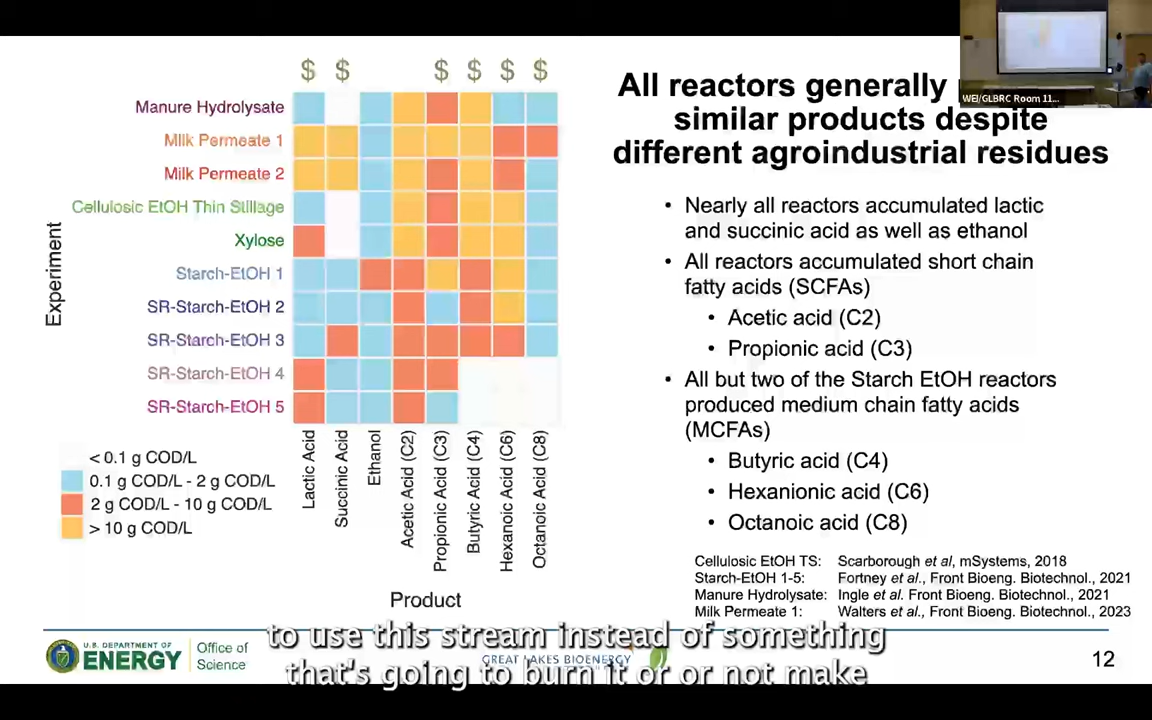 $ $ $ $ $ $
All reactors generally
similar products despite
different agroindustrial residues
WEI/GLBRC Room 11...
Experiment
Manure Hydrolysate
Milk Permeate 1
Milk Permeate 2
Cellulosic EtOH Thin Stillage
Xylose
Starch-EtOH 1
SR-Starch-EtOH 2
SR-Starch-EtOH 3
SR-Starch-EtOH 4
SR-Starch-EtOH 5
Lactic Acid
Succinic Acid
Ethanol
Acetic Acid (C2)
Propionic Acid (C3)
Butyric Acid (C4)
Hexanoic Acid (C6)
Octanoic Acid (C8)
Product
< 0.1 g COD/L
0.1 g COD/L - 2 g COD/L
2 g COD/L - 10 g COD/L
> 10 g COD/L
• Nearly all reactors accumulated lactic
and succinic acid as well as ethanol
• All reactors accumulated short chain
fatty acids (SCFAs)
• Acetic acid (C2)
• Propionic acid (C3)
• All but two of the Starch EtOH reactors
produced medium chain fatty acids
(MCFAs)
• Butyric acid (C4)
• Hexanionic acid (C6)
• Octanoic acid (C8)
Cellulosic EtOH TS: Scarborough et al, mSystems, 2018
Starch-EtOH 1-5: Fortney et al., Front Bioeng. Biotechnol., 2021
Manure Hydrolysate: Ingle et al. Front Bioeng. Biotechnol., 2021
Milk Permeate 1: Walters et al., Front Bioeng. Biotechnol., 2023
U.S. DEPARTMENT OF
ENERGY
Office of
Science
GREAT LAKES BIOENERGY
12
to use this stream instead of something
that's going to burn it or or not make